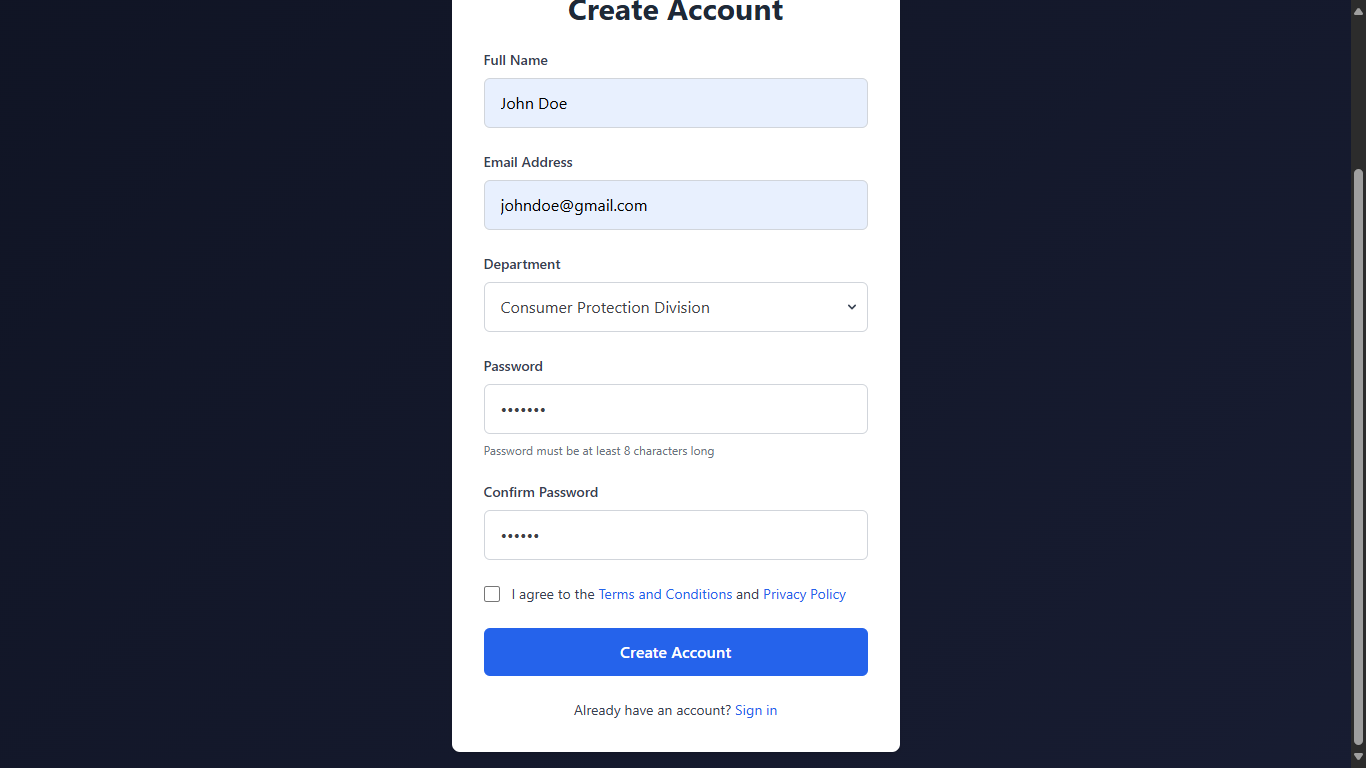 Create Account
Full Name
John Doe
Email Address
johndoe@gmail.com
Department
Consumer Protection Division
Password
•••••••
Password must be at least 8 characters long
Confirm Password
••••••
I agree to the Terms and Conditions and Privacy Policy
Create Account
Already have an account? Sign in